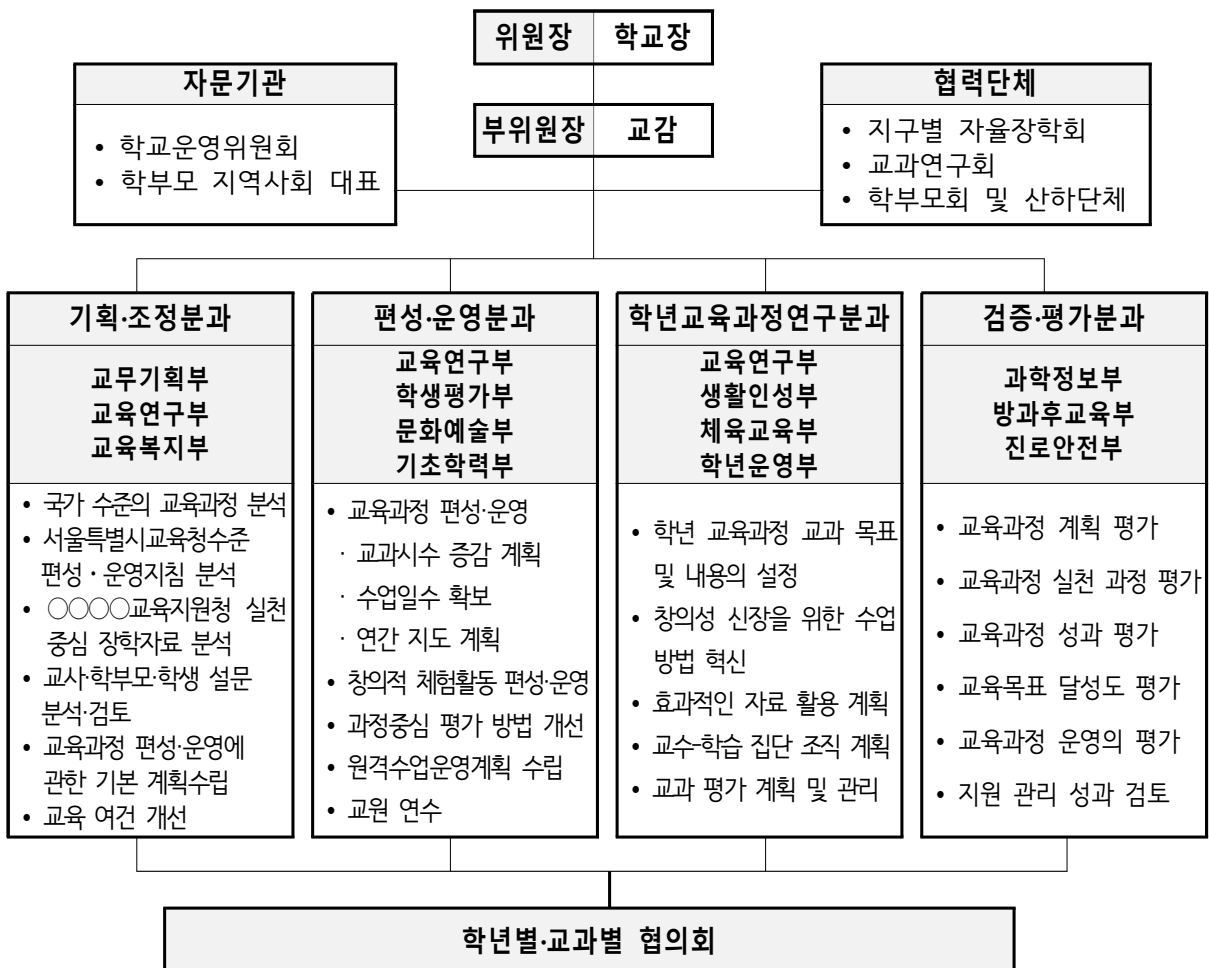 위원장 학교장
자문기관
• 학교운영위원회
• 학부모 지역사회 대표
부위원장 교감
협력단체
• 지구별 자율장학회
• 교과연구회
• 학부모회 및 산하단체
기획·조정분과
교무기획부
교육연구부
교육복지부
• 국가 수준의 교육과정 분석
• 서울특별시교육청수준
편성・운영지침 분석
• ○○○○교육지원청 실천
중심 장학자료 분석
• 교사·학부모·학생 설문
분석·검토
• 교육과정 편성·운영에
관한 기본 계획수립
• 교육 여건 개선
편성·운영분과
교육연구부
학생평가부
문화예술부
기초학력부
• 교육과정 편성·운영
· 교과시수 증감 계획
· 수업일수 확보
· 연간 지도 계획
• 창의적 체험활동 편성·운영
• 과정중심 평가 방법 개선
• 원격수업운영계획 수립
• 교원 연수
학년교육과정연구분과
교육연구부
생활인성부
체육교육부
학년운영부
• 학년 교육과정 교과 목표
및 내용의 설정
• 창의성 신장을 위한 수업
방법 혁신
• 효과적인 자료 활용 계획
• 교수-학습 집단 조직 계획
• 교과 평가 계획 및 관리
검증·평가분과
과학정보부
방과후교육부
진로안전부
• 교육과정 계획 평가
• 교육과정 실천 과정 평가
• 교육과정 성과 평가
• 교육목표 달성도 평가
• 교육과정 운영의 평가
• 지원 관리 성과 검토
학년별·교과별 협의회